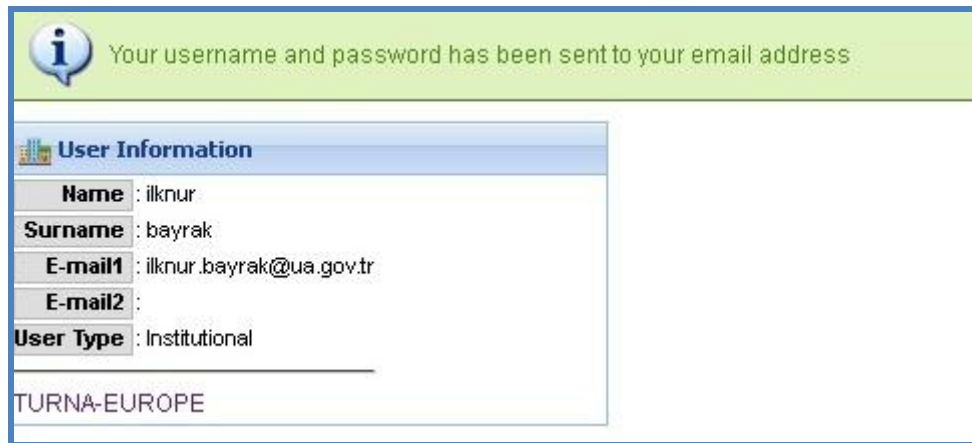 Your username and password has been sent to your email address
User Information
Name : ilknur
Surname : bayrak
E-mail1 : ilknur.bayrak@ua.gov.tr
E-mail2 :
User Type : Institutional
TURNA-EUROPE